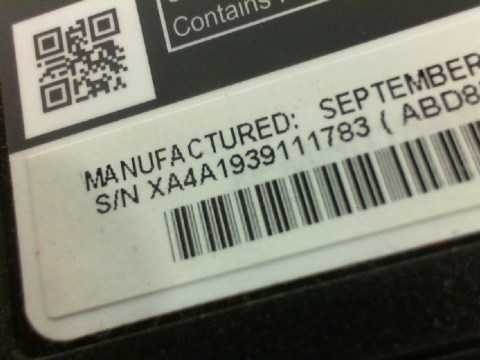 Contains
MANUFACTURED: SEPTEMBER
S/N XA4A1939111783 ( ABD8